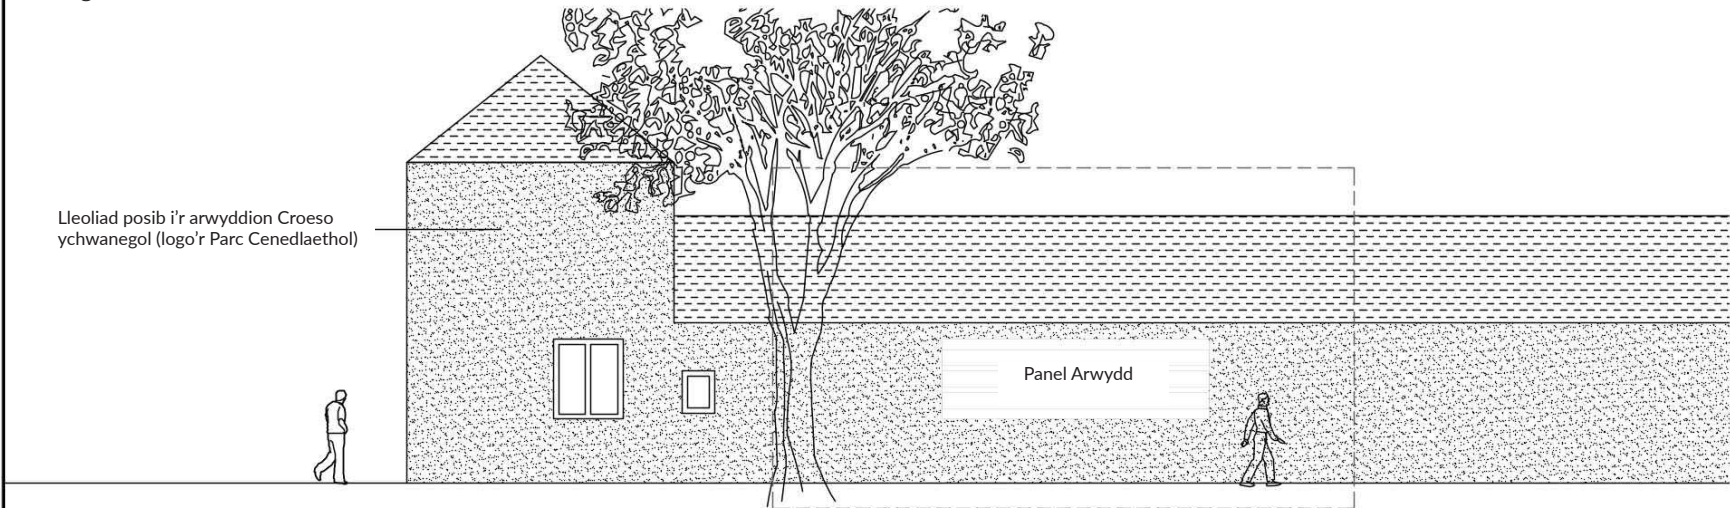 Lleoliad posib i'r arwyddion Croeso
ychwanegol (logo'r Parc Cenedlaethol)
Panel Arwydd